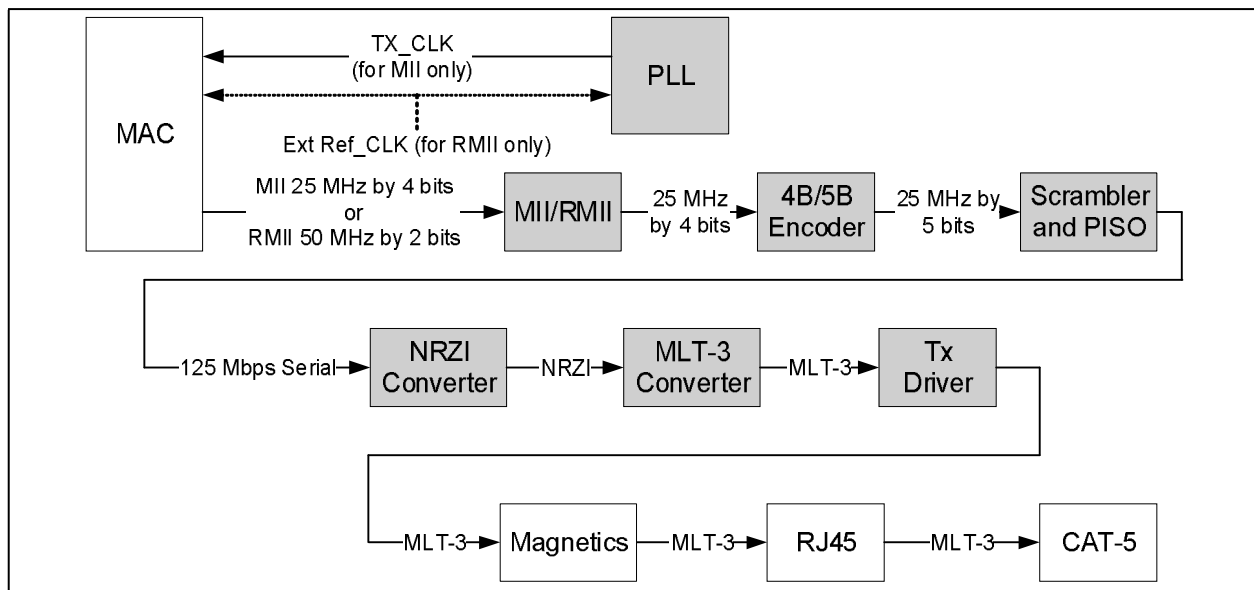 TX_CLK
(for MII only)
PLL
MAC
Ext Ref_CLK (for RMII only)
MII 25 MHz by 4 bits
or
RMII 50 MHz by 2 bits
MII/RMII
25 MHz
by 4 bits
4B/5B
Encoder
25 MHz by
5 bits
Scrambler
and PISO
125 Mbps Serial
NRZI
Converter
NRZI
MLT-3
Converter
MLT-3
Tx
Driver
MLT-3
Magnetics
MLT-3
RJ45
MLT-3
CAT-5